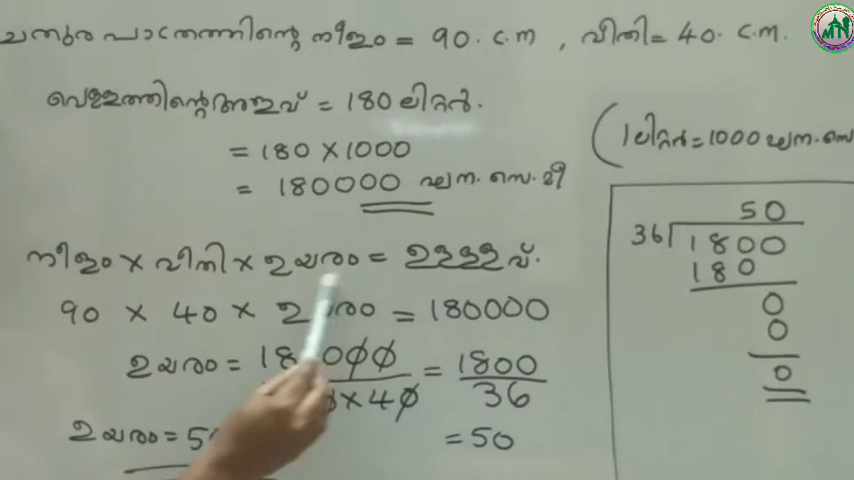 ചതുര പാത്രത്തിന്റെ നീളം = 90. c.m , വീതി = 40. c.m.
വെള്ളത്തിന്റെ അളവ് = 180 ലിറ്റർ.
= 180 × 1000
= 180000 ഘന. സെ. മീ
(1 ലിറ്റർ = 1000 ഘന. സെ
നീളം × വീതി × ഉയരം = ഉള്ളളവ്.
90 × 40 × ഉയരം = 180000
ഉയരം = = 1800
36
ഉയരം =
= 50
50
36 1800
180
0
0
0